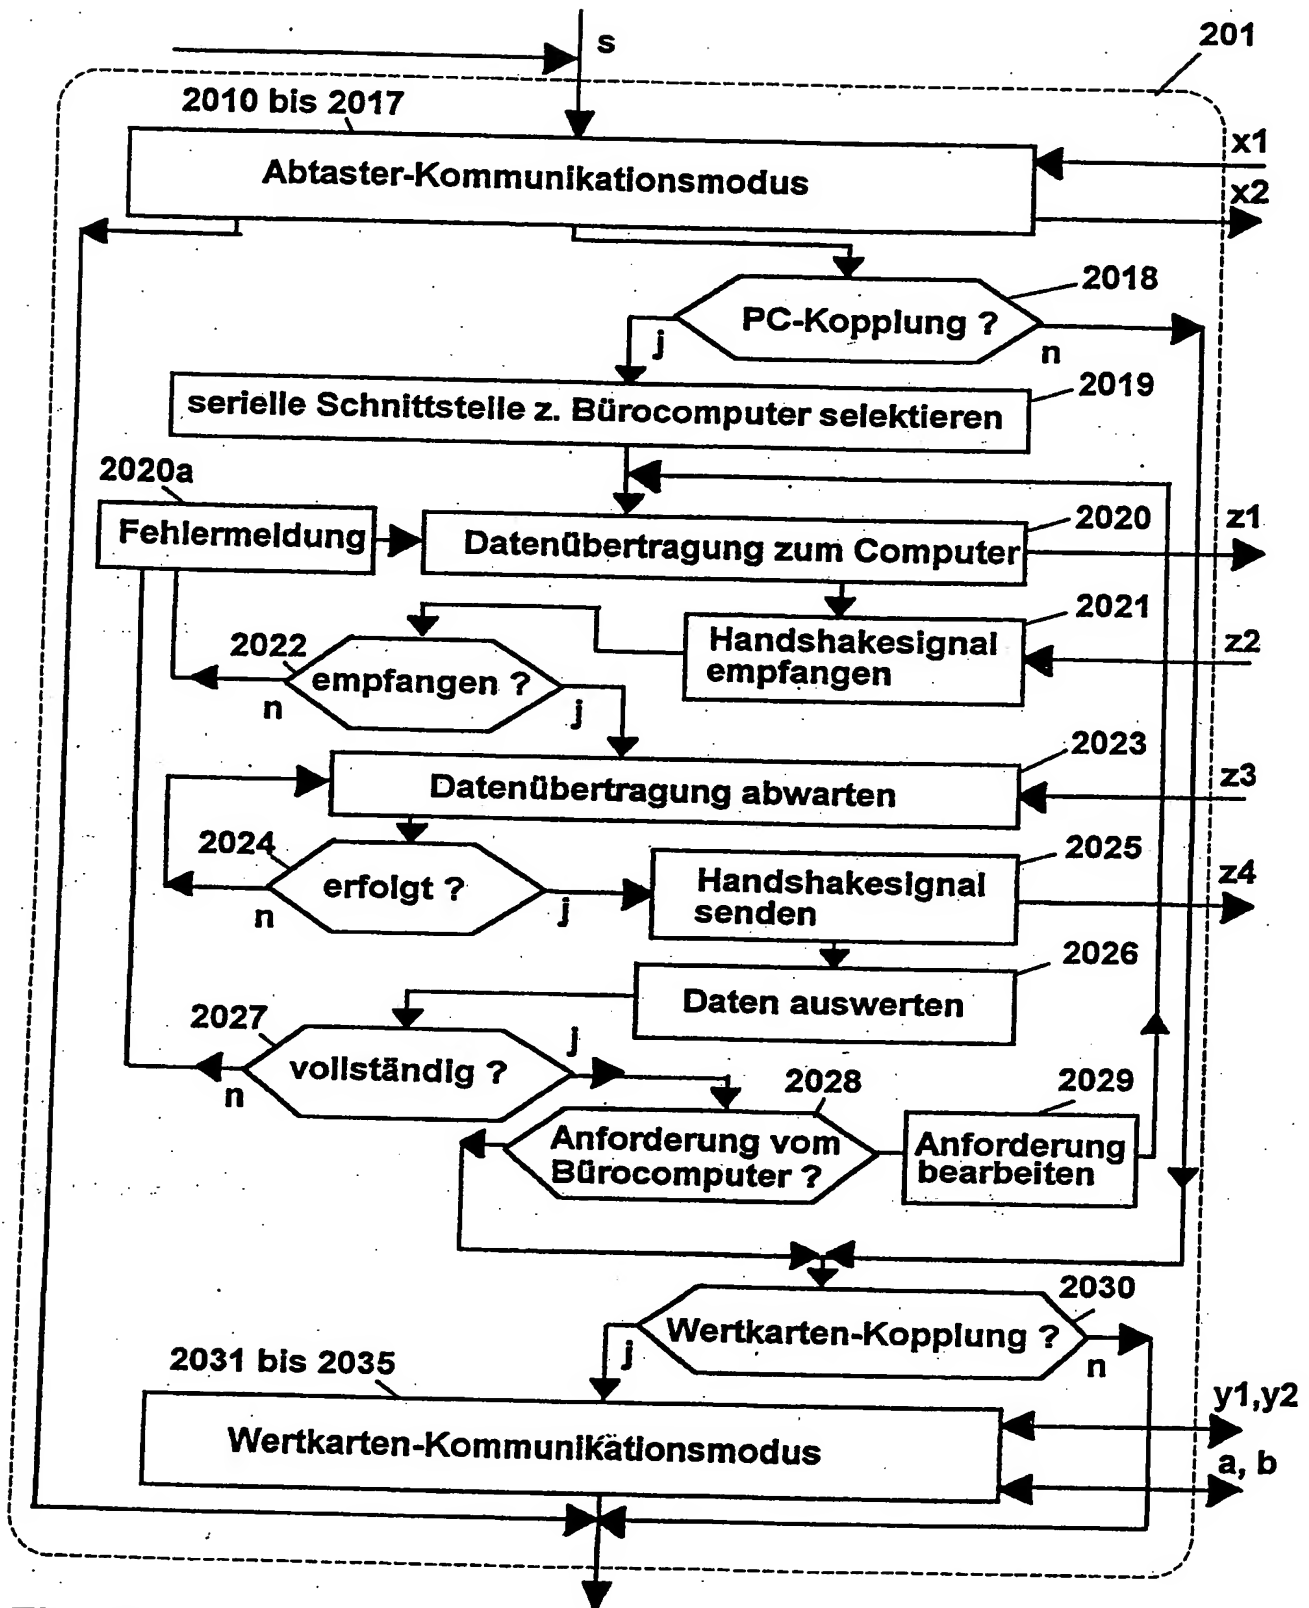 s
201
2010 bis 2017
x1
Abtaster-Kommunikationsmodus
x2
2018
PC-Kopplung ?
j
n
2019
serielle Schnittstelle z. Bürocomputer selektieren
2020a
2020
z1
Fehlermeldung
Datenübertragung zum Computer
2021
2022
Handshakesignal
empfangen
z2
empfangen ?
n
j
2023
Datenübertragung abwarten
z3
2024
2025
erfolgt ?
Handshakesignal
senden
z4
n
j
2026
Daten auswerten
2027
j
vollständig ?
n
2028
2029
Anforderung vom
Bürocomputer ?
Anforderung
bearbeiten
2030
Wertkarten-Kopplung ?
j
n
2031 bis 2035
y1,y2
Wertkarten-Kommunikationsmodus
a, b